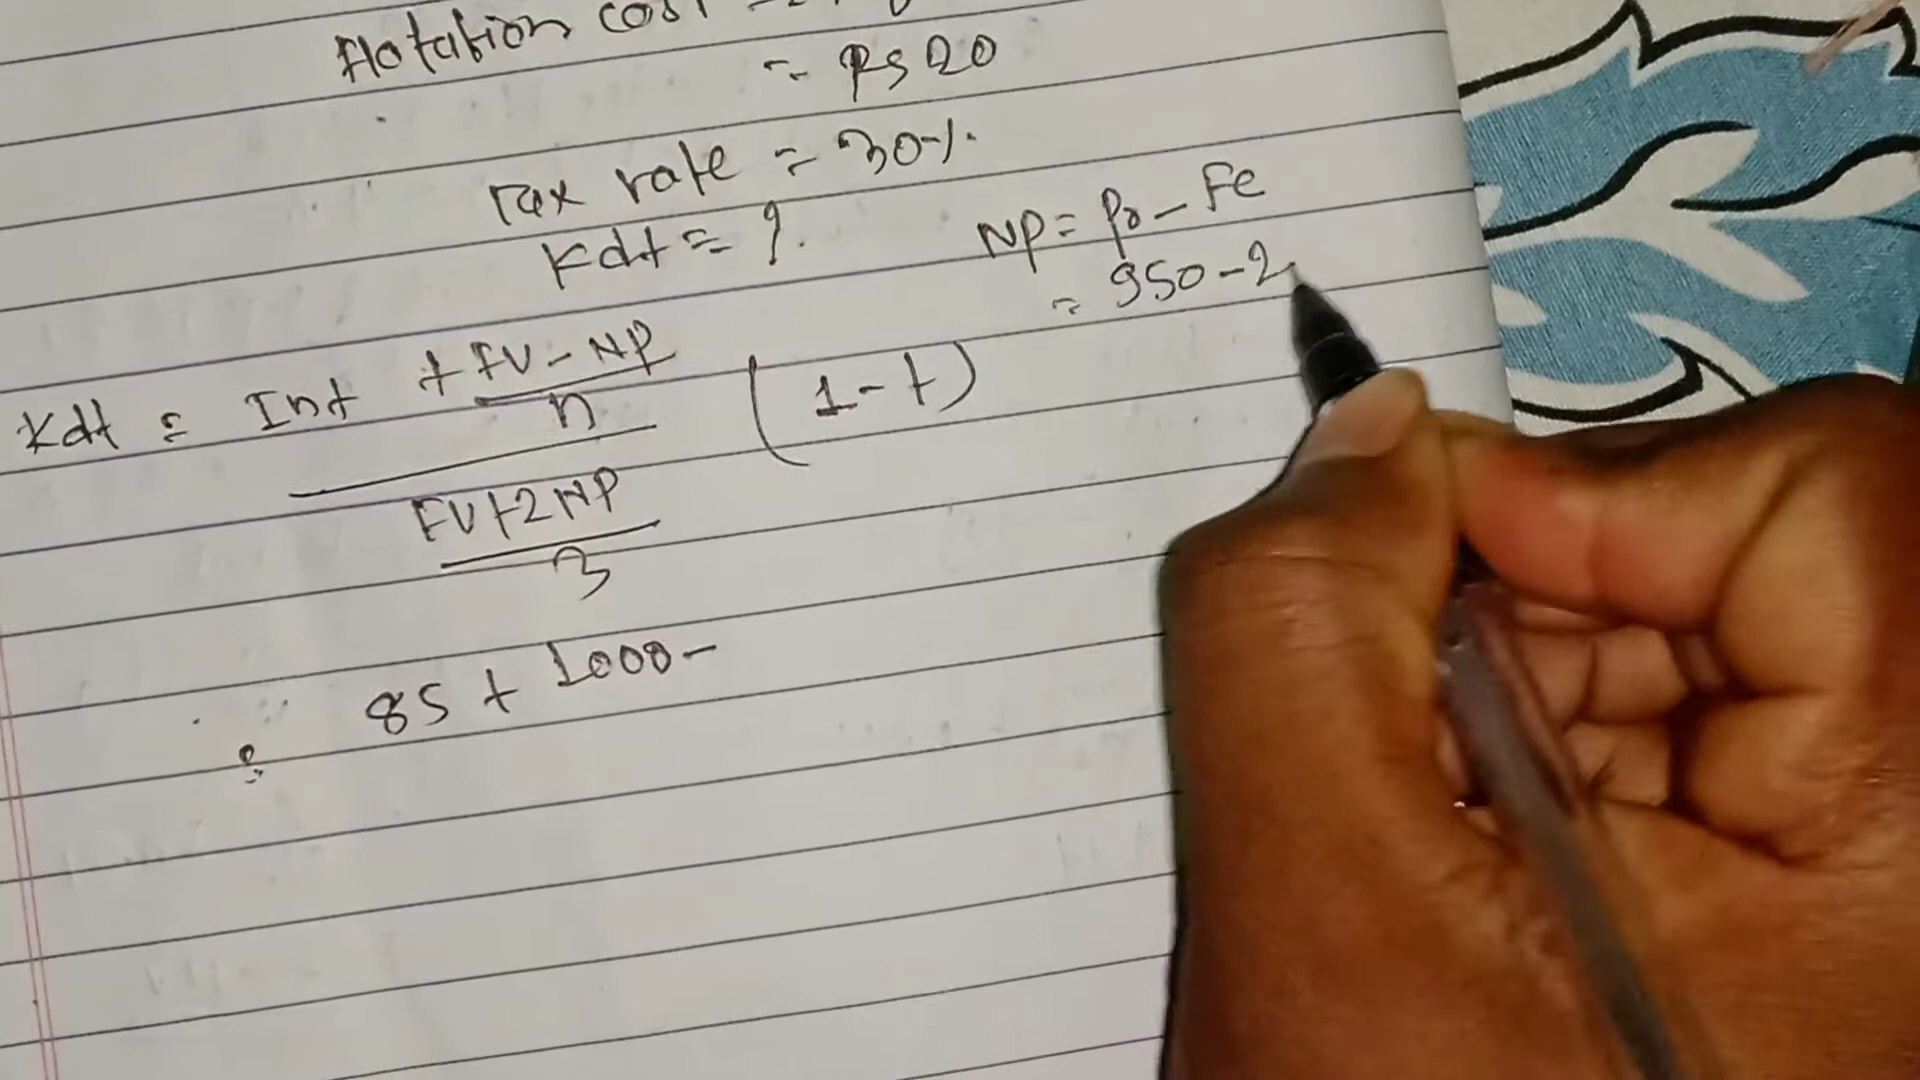 flotation cost =
= RS 20
Tax rate = 30%
Kdt = ?
NP = P0 - Fc
= 950 - 2
Kdt = Int + FV - NP / n (1 - t)
FV + 2NP / 3
= 85 + 1000 -